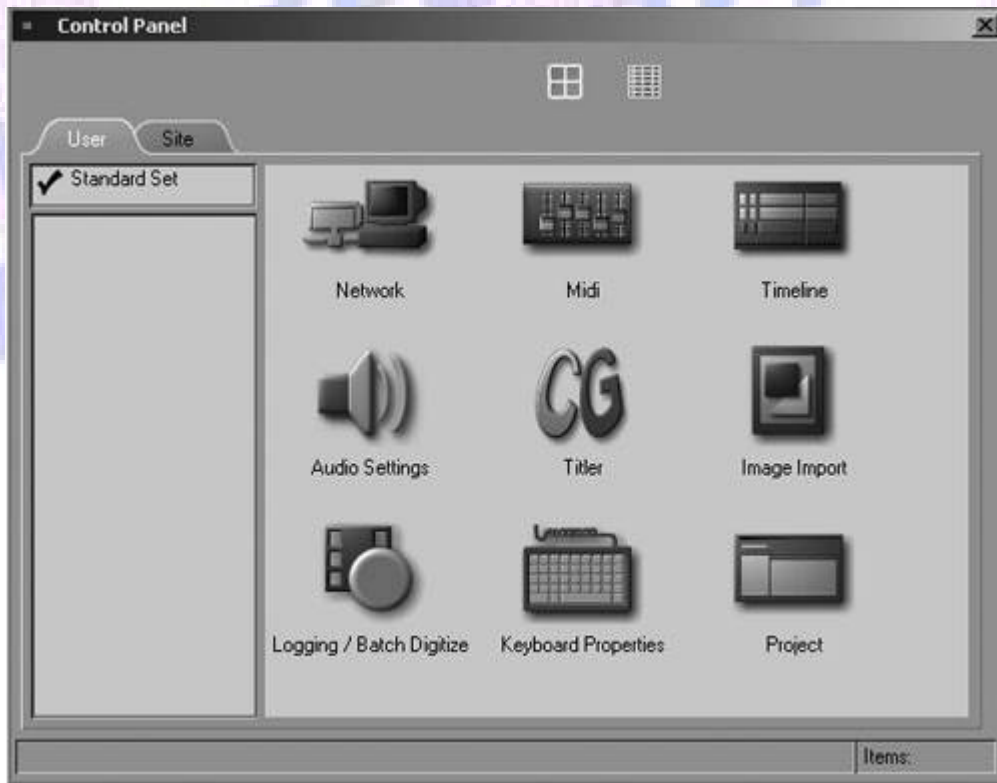 Control Panel
User Site
Standard Set
Network Midi Timeline
Audio Settings Titler Image Import
Logging / Batch Digitize Keyboard Properties Project
Items: